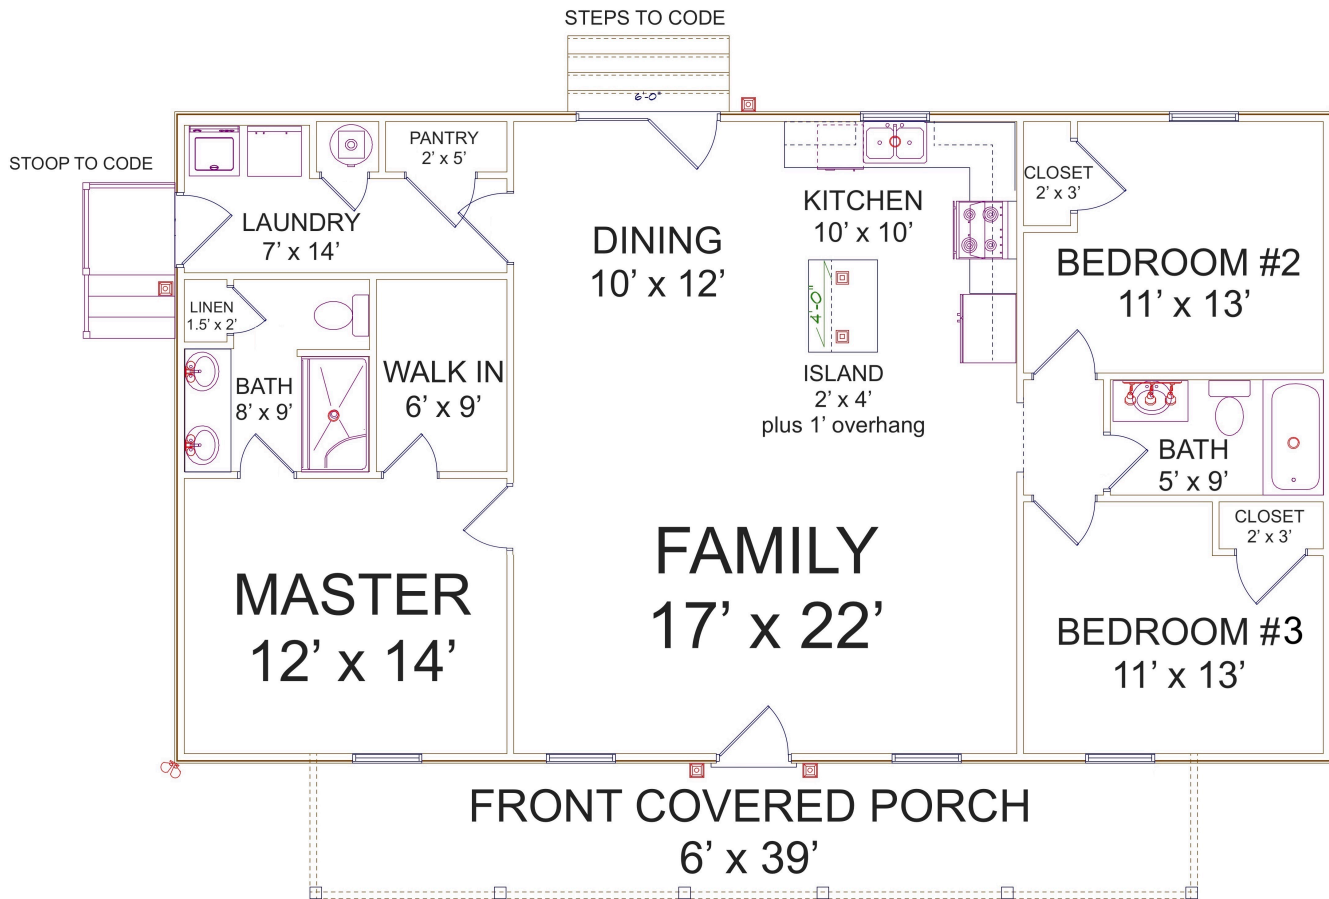 STEPS TO CODE
6'-0"
STOOP TO CODE
PANTRY
2’ x 5’
LAUNDRY
7’ x 14’
DINING
10’ x 12’
KITCHEN
10’ x 10’
CLOSET
2’ x 3’
BEDROOM #2
11’ x 13’
LINEN
1.5’ x 2’
4'-0"
BATH
8’ x 9’
WALK IN
6’ x 9’
ISLAND
2’ x 4’
plus 1’ overhang
BATH
5’ x 9’
CLOSET
2’ x 3’
MASTER
12’ x 14’
FAMILY
17’ x 22’
BEDROOM #3
11’ x 13’
FRONT COVERED PORCH
6’ x 39’